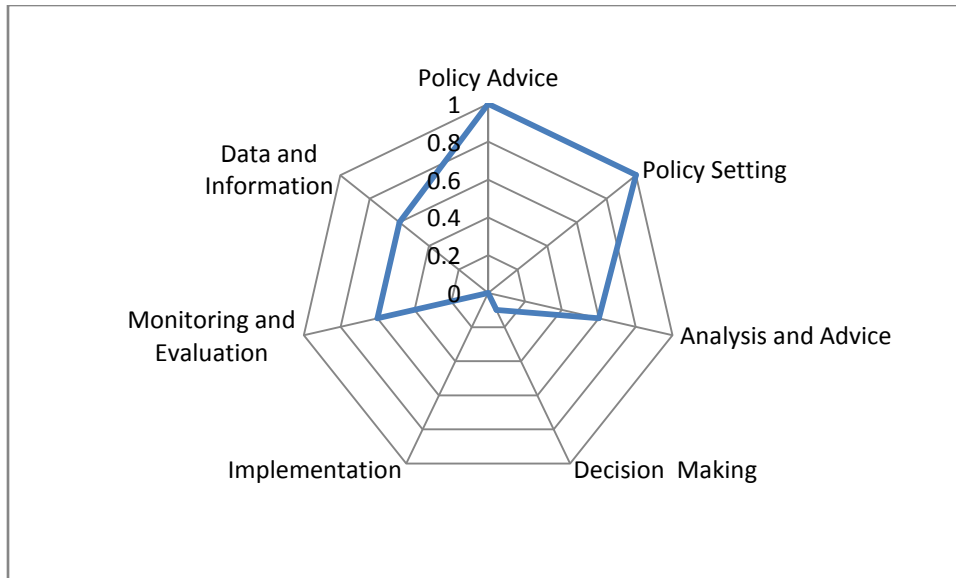 Policy Advice
1
0.8
0.6
0.4
0.2
0
Policy Setting
Analysis and Advice
Decision  Making
Implementation
Monitoring and
Evaluation
Data and
Information